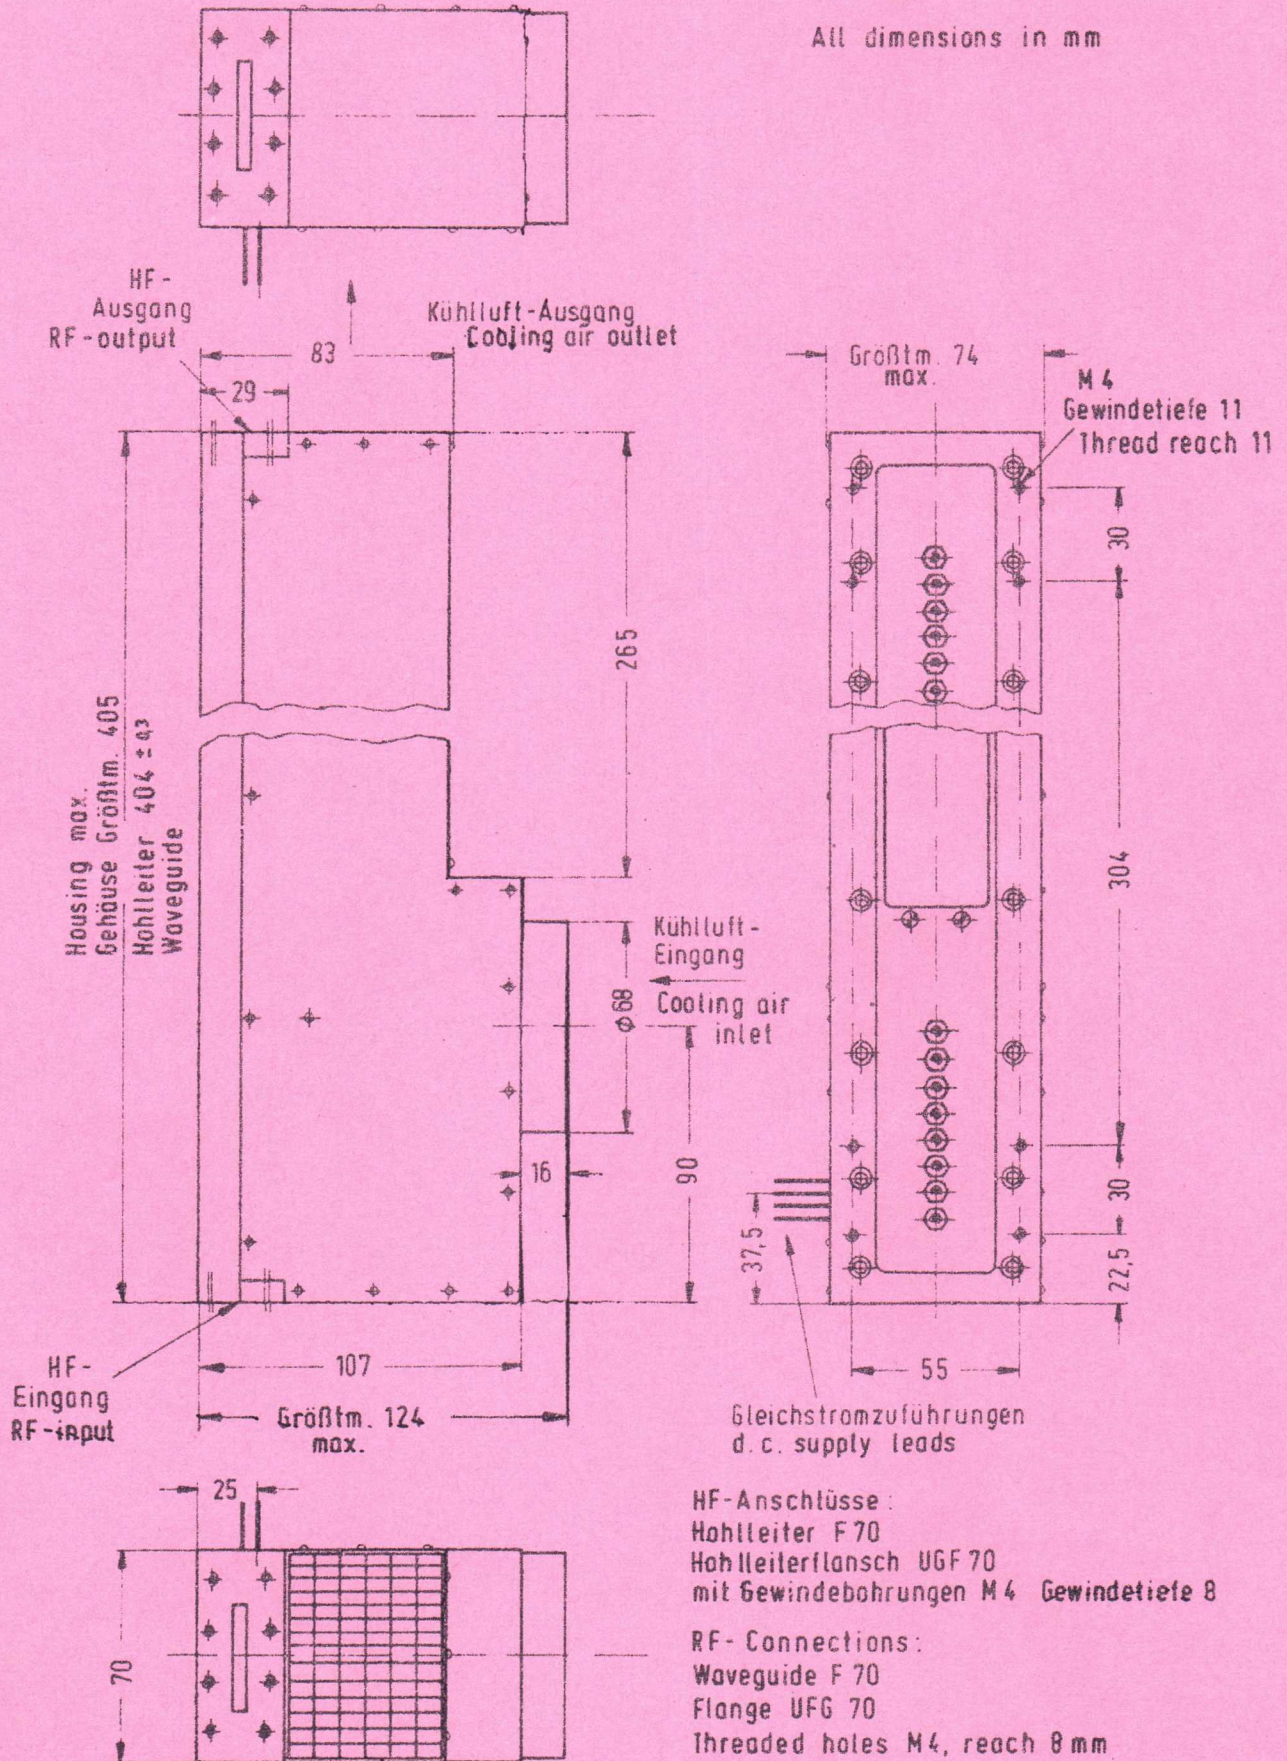 All dimensions in mm
HF-
Ausgang
RF-output
Kühlluft-Ausgang
Cooling air outlet
83
29
Größtm. 74
max.
M 4
Gewindetiefe 11
Thread reach 11
30
265
304
Housing max.
Gehäuse Größtm. 405
Hohlleiter 404 ± 0,3
Waveguide
Kühlluft-
Eingang
Cooling air
inlet
ϕ68
90
16
37,5
30
22,5
107
55
HF-
Eingang
RF-input
Größtm. 124
max.
Gleichstromzuführungen
d.c. supply leads
25
70
HF-Anschlüsse:
Hohlleiter F 70
Hohlleiterflansch UGF 70
mit Gewindebohrungen M 4 Gewindetiefe 8
RF-Connections:
Waveguide F 70
Flange UFG 70
Threaded holes M4, reach 8 mm